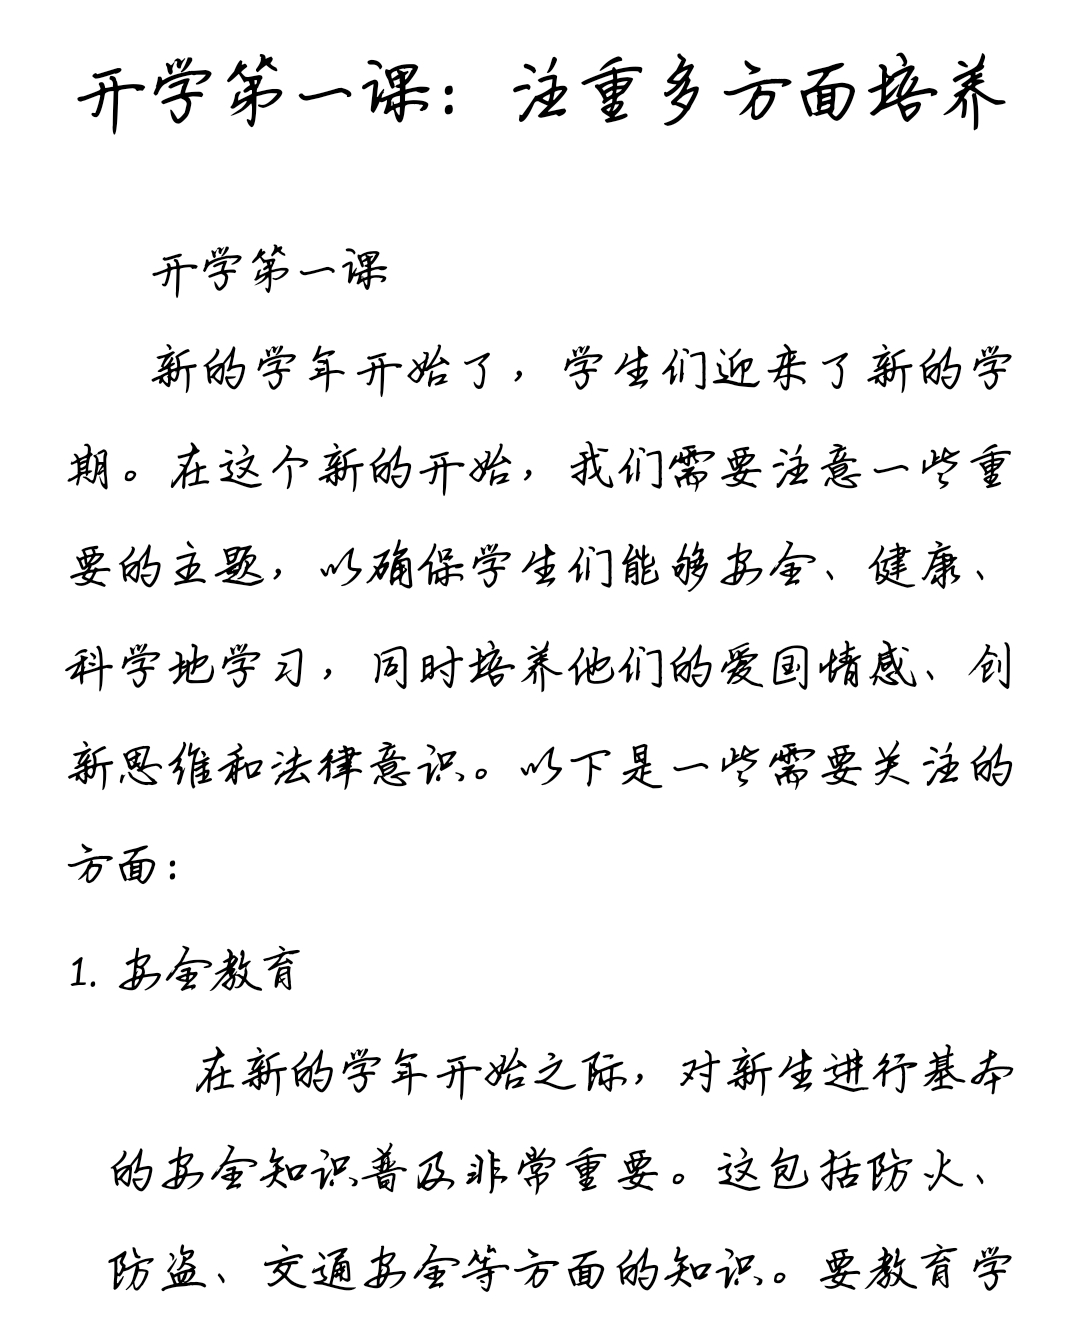 开学第一课：注重多方面培养
开学第一课
新的学年开始了，学生们迎来了新的学
期。在这个新的开始，我们需要注意一些重
要的主题，以确保学生们能够安全、健康、
科学地学习，同时培养他们的爱国情感、创
新思维和法律意识。以下是一些需要关注的
方面：
1. 安全教育
在新的学年开始之际，对新生进行基本
的安全知识普及非常重要。这包括防火、
防盗、交通安全等方面的知识。要教育学